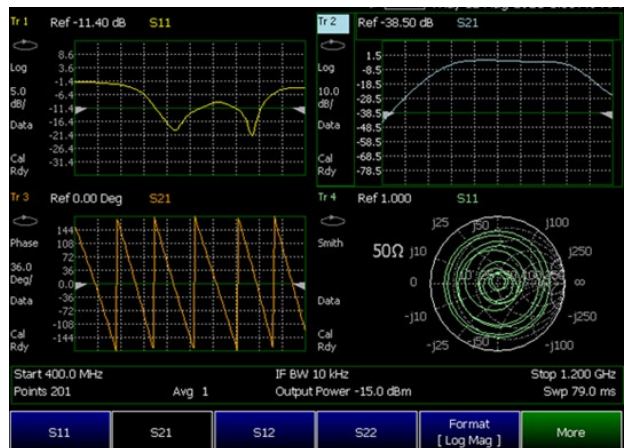 Tr 1 Ref -11.40 dB S11
Log
5.0
dB/
Data
Cal
Rdy
8.6
3.6
-1.4
-6.4
-11.4
-16.4
-21.4
-26.4
-31.4
Tr 2 Ref -38.50 dB S21
Log
10.0
dB/
Data
Cal
Rdy
1.5
-8.5
-18.5
-28.5
-38.5
-48.5
-58.5
-68.5
-78.5
Tr 3 Ref 0.00 Deg S21
Phase
36.0
Deg/
Data
Cal
Rdy
144
108
72
36
0.0
-36
-72
-108
-144
Tr 4 Ref 1.000 S11
Smith
Data
Cal
Rdy
50Ω
j25 j50 j100
j10 j250
0 ∞
-j10 -j250
-j25 -j50 -j100
Start 400.0 MHz IF BW 10 kHz Stop 1.200 GHz
Points 201 Avg 1 Output Power -15.0 dBm Swp 79.0 ms
S11 S21 S12 S22 Format More
[ Log Mag ]